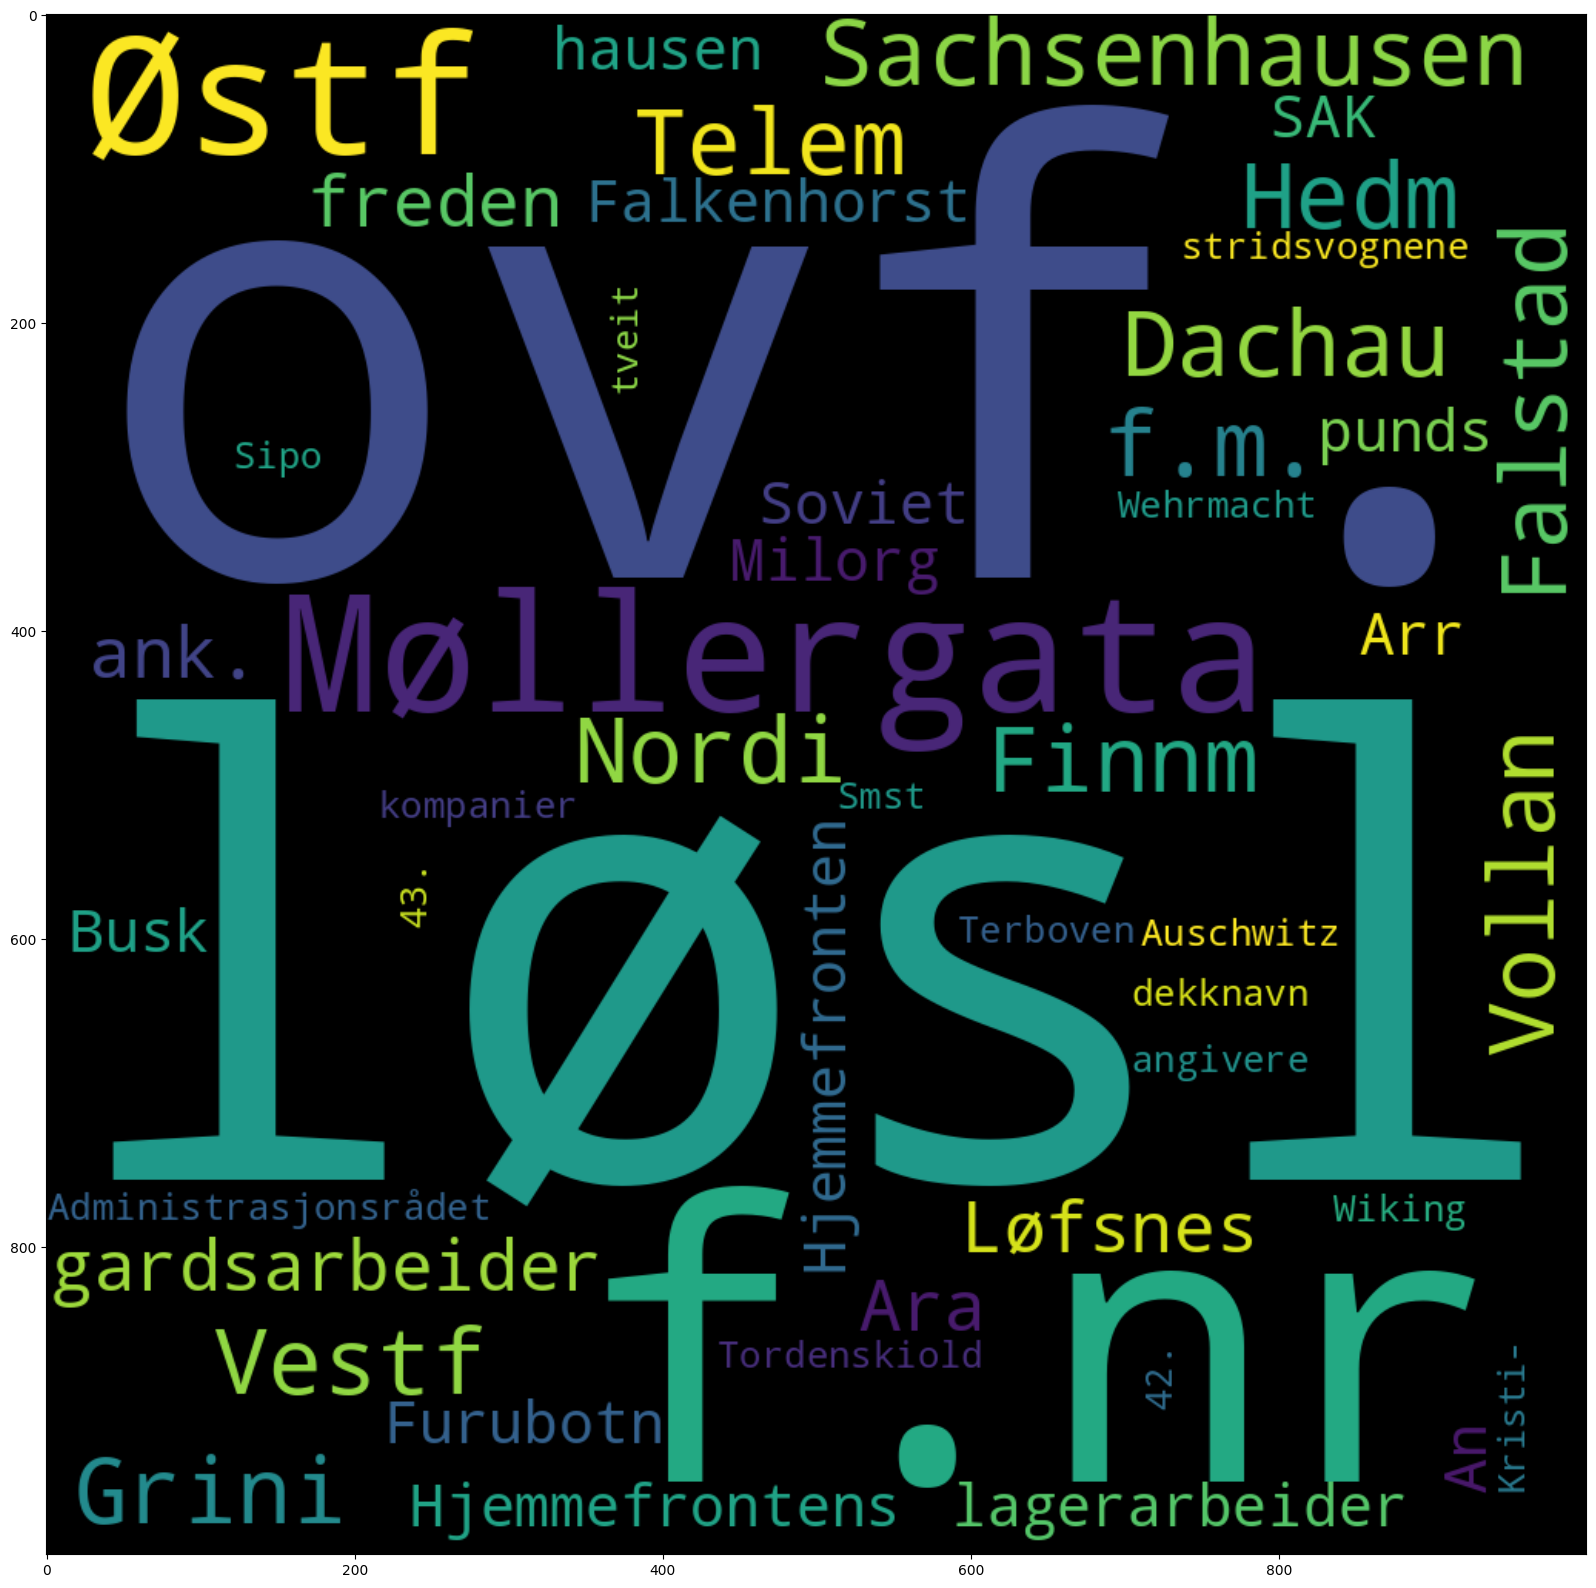 Østf
hausen
Sachsenhausen
Telem
SAK
freden
Falkenhorst
Hedm
stridsvognene
ovf.
Falstad
tveit
Dachau
f.m.
punds
Sipo
Soviet
Wehrmacht
Milorg
Møllergata
ank.
Arr
Nordi
Finnm
Vollan
kompanier
Smst
løsl
43.
Hjemmefronten
Busk
Terboven
Auschwitz
dekknavn
angivere
Administrasjonsrådet
Løfsnes
Wiking
gardsarbeider
f.nr
Ara
Vestf
Tordenskiold
42.
Kristi-
Furubotn
An
Grini
Hjemmefrontens
lagerarbeider
0
200
400
600
800
0
200
400
600
800